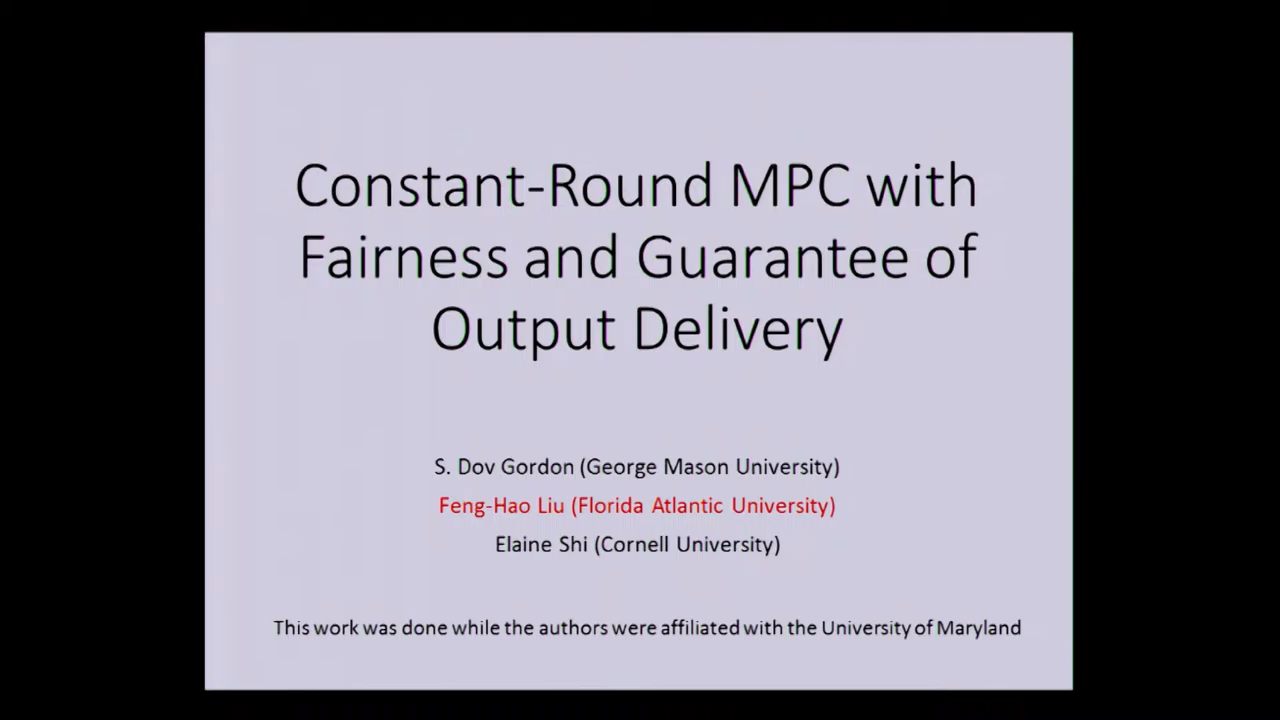 Constant-Round MPC with
Fairness and Guarantee of
Output Delivery
S. Dov Gordon (George Mason University)
Feng-Hao Liu (Florida Atlantic University)
Elaine Shi (Cornell University)
This work was done while the authors were affiliated with the University of Maryland